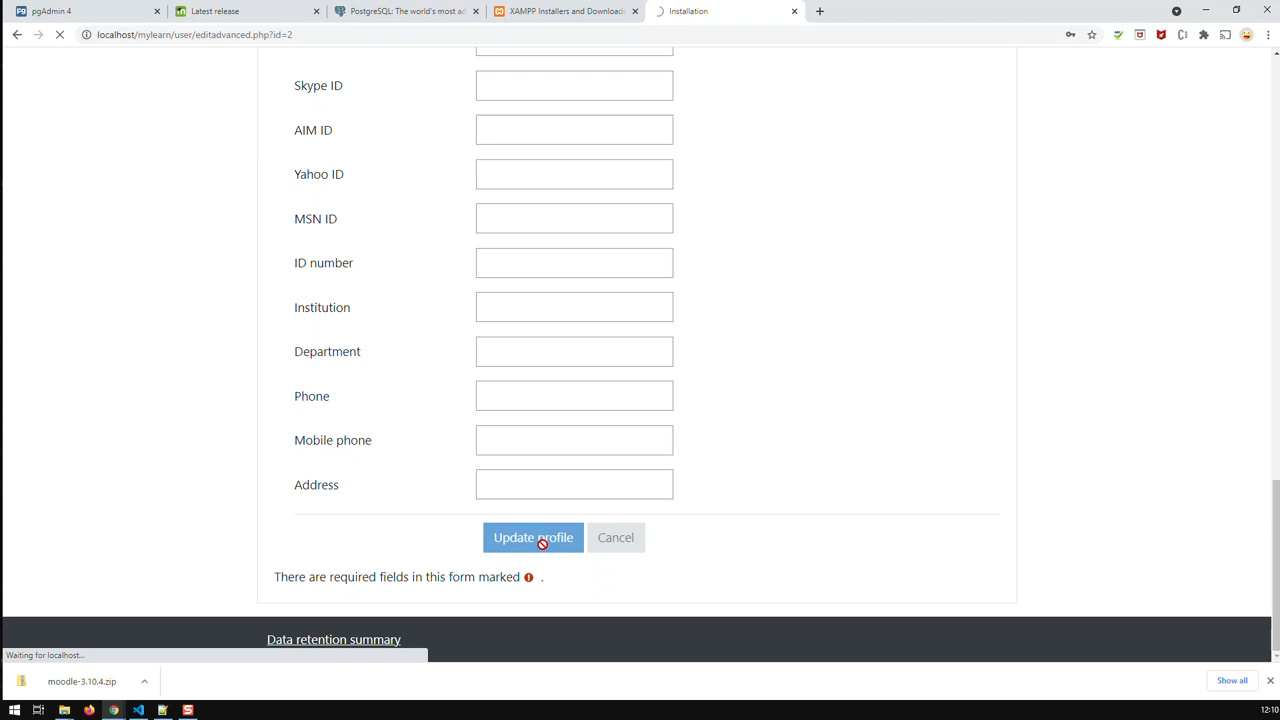 pgAdmin 4
Latest release
PostgreSQL: The world's most ad
XAMPP Installers and Downloads
Installation
localhost/mylearn/user/editadvanced.php?id=2
Skype ID
AIM ID
Yahoo ID
MSN ID
ID number
Institution
Department
Phone
Mobile phone
Address
Update profile
Cancel
There are required fields in this form marked .
Data retention summary
Waiting for localhost...
moodle-3.10.4.zip
Show all
12:10